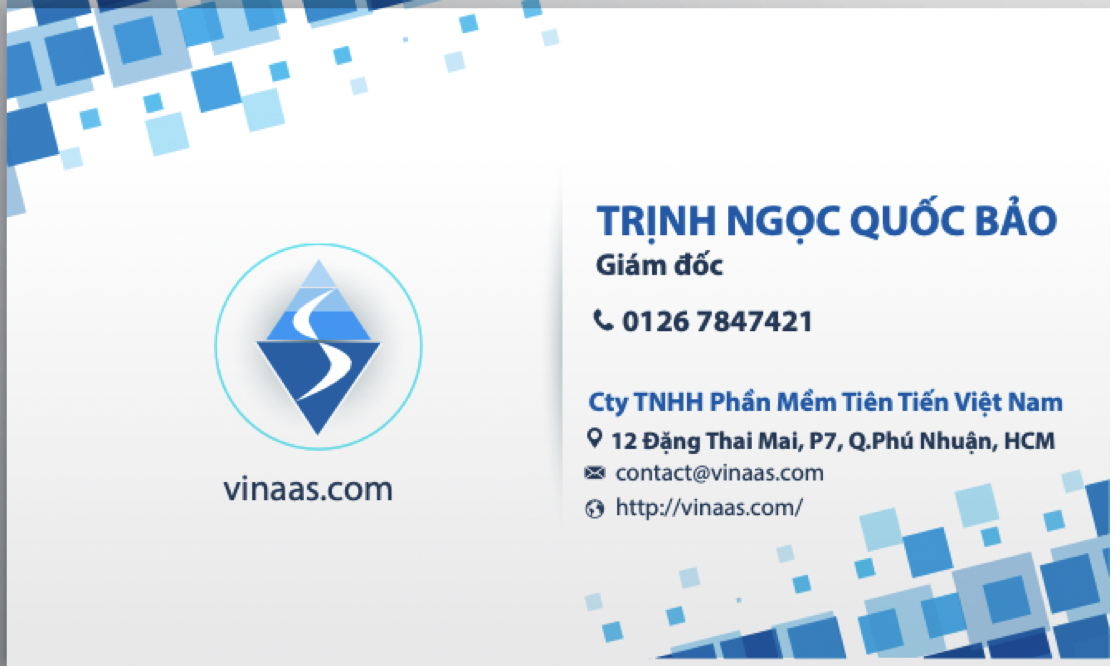 vinaas.com
TRỊNH NGỌC QUỐC BẢO
Giám đốc
0126 7847421
Cty TNHH Phần Mềm Tiên Tiến Việt Nam
12 Đặng Thai Mai, P7, Q.Phú Nhuận, HCM
contact@vinaas.com
http://vinaas.com/